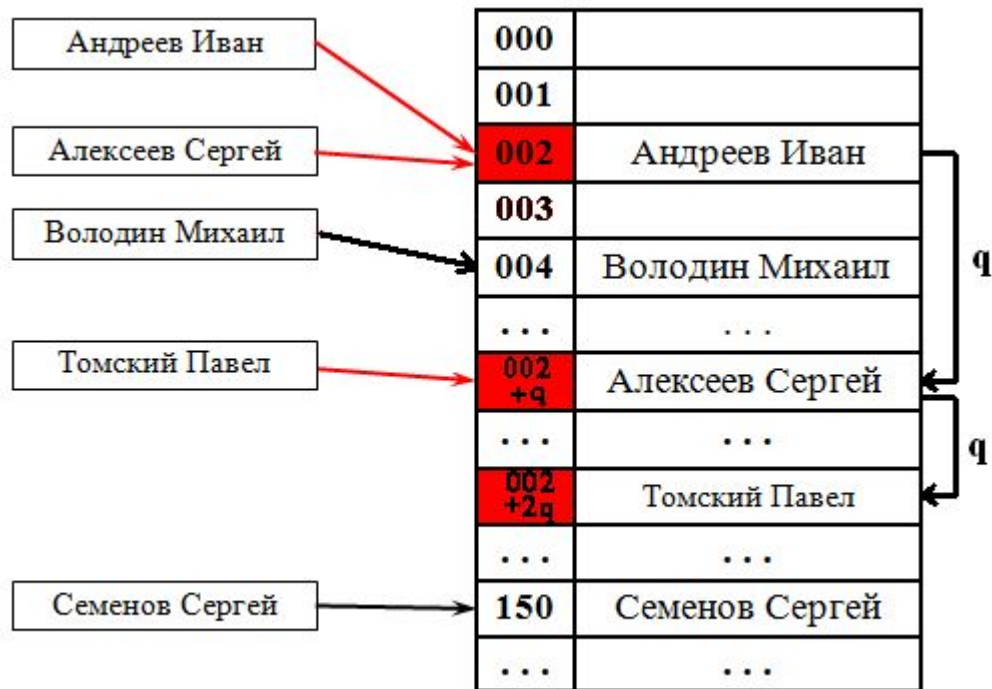 Андреев Иван
Алексеев Сергей
Володин Михаил
Томский Павел
Семенов Сергей
000
001
002 Андреев Иван
003
004 Володин Михаил
... ...
002
+q Алексеев Сергей
... ...
002
+2q Томский Павел
... ...
150 Семенов Сергей
... ...
q
q